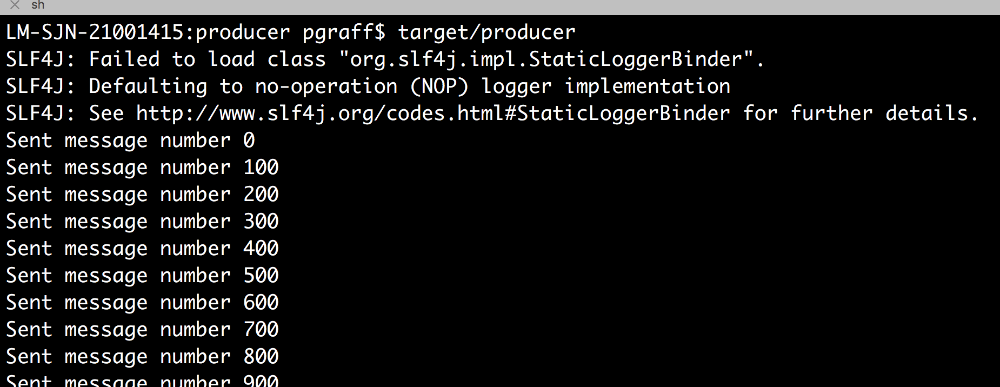 sh
LM-SJN-21001415:producer pgraff$ target/producer
SLF4J: Failed to load class "org.slf4j.impl.StaticLoggerBinder".
SLF4J: Defaulting to no-operation (NOP) logger implementation
SLF4J: See http://www.slf4j.org/codes.html#StaticLoggerBinder for further details.
Sent message number 0
Sent message number 100
Sent message number 200
Sent message number 300
Sent message number 400
Sent message number 500
Sent message number 600
Sent message number 700
Sent message number 800
Sent message number 900